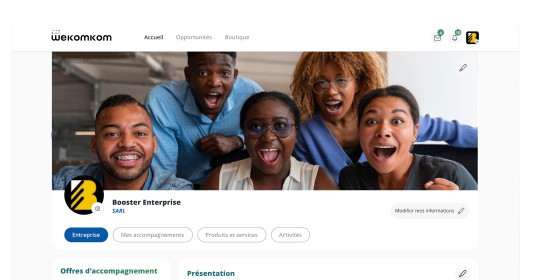 wekomkom
Accueil Opportunités Boutique
Booster Enterprise
SARL
Modifier mes informations
Entreprise Mes accompagnements Produits et services Activités
Offres d'accompagnement
Présentation